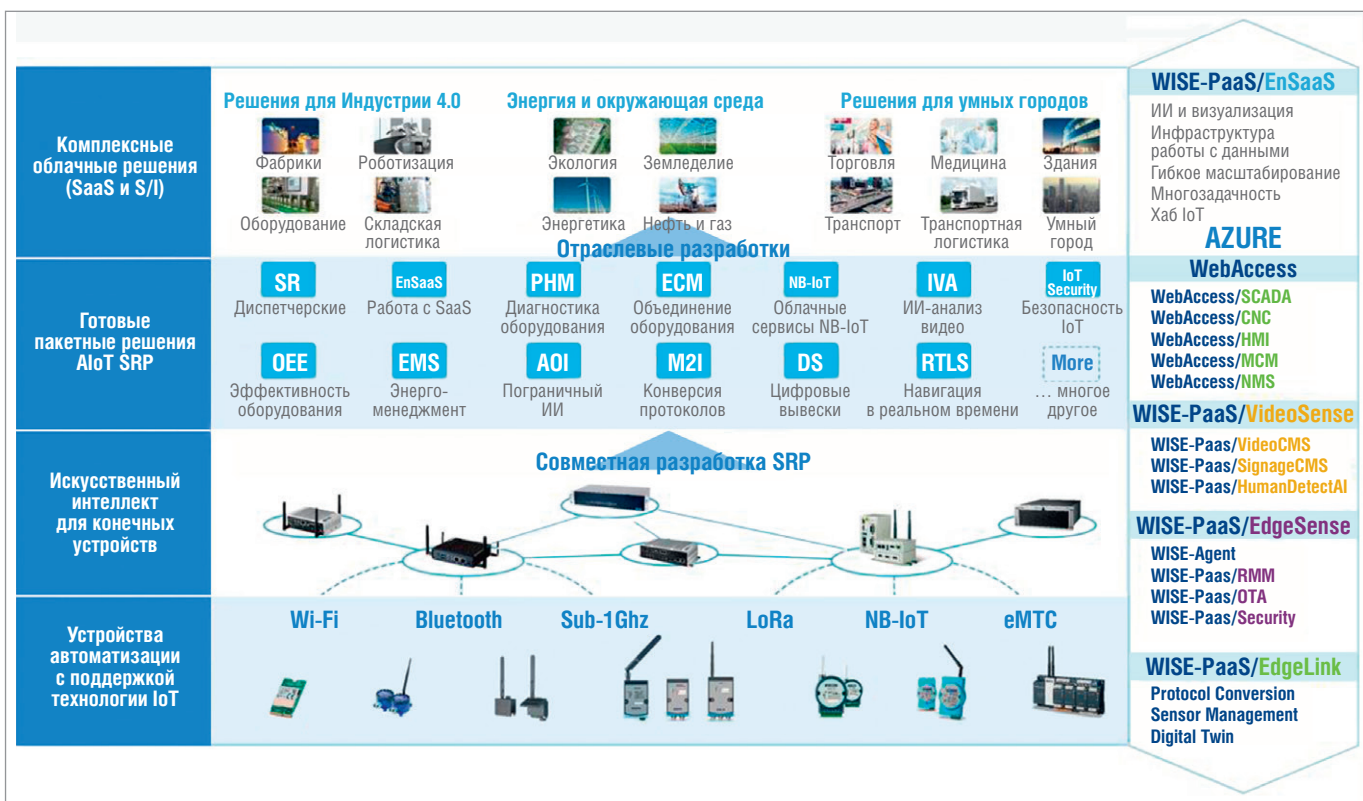 Комплексные
облачные решения
(SaaS и S/I)
Решения для Индустрии 4.0
Энергия и окружающая среда
Решения для умных городов
Фабрики
Роботизация
Экология
Земледелие
Торговля
Медицина
Здания
Оборудование
Складская
логистика
Энергетика
Нефть и газ
Транспорт
Транспортная
логистика
Умный
город
Отраслевые разработки
Готовые
пакетные решения
AIoT SRP
SR
Диспетчерские
EnSaaS
Работа с SaaS
PHM
Диагностика
оборудования
ECM
Объединение
оборудования
NB-IoT
Облачные
сервисы NB-IoT
IVA
ИИ-анализ
видео
IoT
Security
Безопасность
IoT
OEE
Эффективность
оборудования
EMS
Энерго-
менеджмент
AOI
Пограничный
ИИ
M2I
Конверсия
протоколов
DS
Цифровые
вывески
RTLS
Навигация
в реальном времени
More
… многое
другое
Искусственный
интеллект
для конечных
устройств
Совместная разработка SRP
Устройства
автоматизации
с поддержкой
технологии IoT
Wi-Fi
Bluetooth
Sub-1Ghz
LoRa
NB-IoT
eMTC
WISE-PaaS/EnSaaS
ИИ и визуализация
Инфраструктура
работы с данными
Гибкое масштабирование
Многозадачность
Хаб IoT
AZURE
WebAccess
WebAccess/SCADA
WebAccess/CNC
WebAccess/HMI
WebAccess/MCM
WebAccess/NMS
WISE-PaaS/VideoSense
WISE-Paas/VideoCMS
WISE-Paas/SignageCMS
WISE-Paas/HumanDetectAI
WISE-PaaS/EdgeSense
WISE-Agent
WISE-Paas/RMM
WISE-Paas/OTA
WISE-Paas/Security
WISE-PaaS/EdgeLink
Protocol Conversion
Sensor Management
Digital Twin